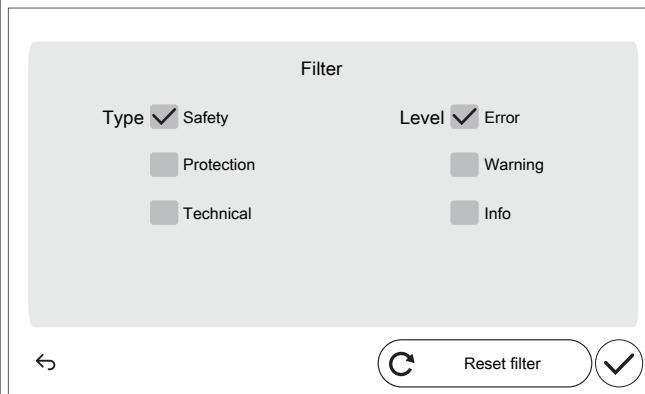 Filter
Type Safety Level Error
Protection Warning
Technical Info
Reset filter